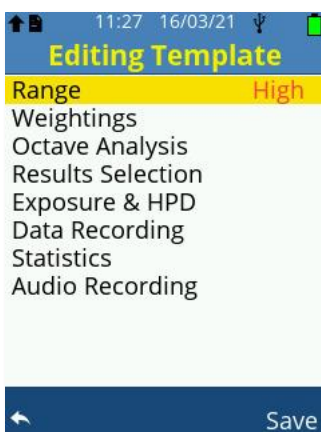 11:27 16/03/21
Editing Template
Range High
Weightings
Octave Analysis
Results Selection
Exposure & HPD
Data Recording
Statistics
Audio Recording
Save